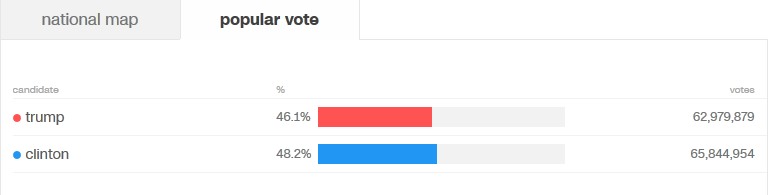 national map popular vote
candidate % votes
trump 46.1% 62,979,879
clinton 48.2% 65,844,954